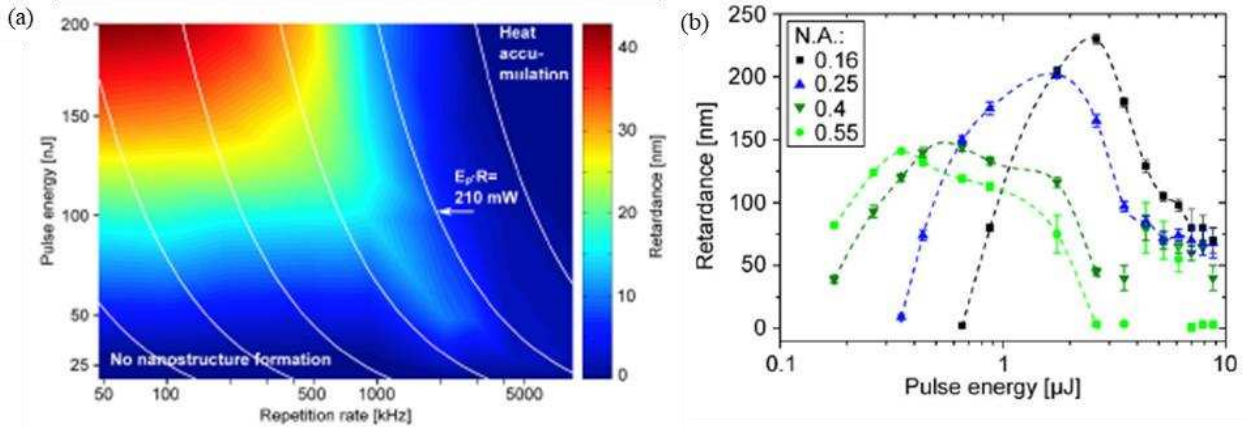 (a)
200
150
100
50
25
Pulse energy [nJ]
50
100
500
1000
5000
Repetition rate [kHz]
Heat
accu-
mulation
Eₚ·R=
210 mW
No nanostructure formation
40
30
20
10
0
Retardance [nm]
(b)
250
200
150
100
50
0
Retardance [nm]
N.A.:
0.16
0.25
0.4
0.55
0.1
1
10
Pulse energy [µJ]